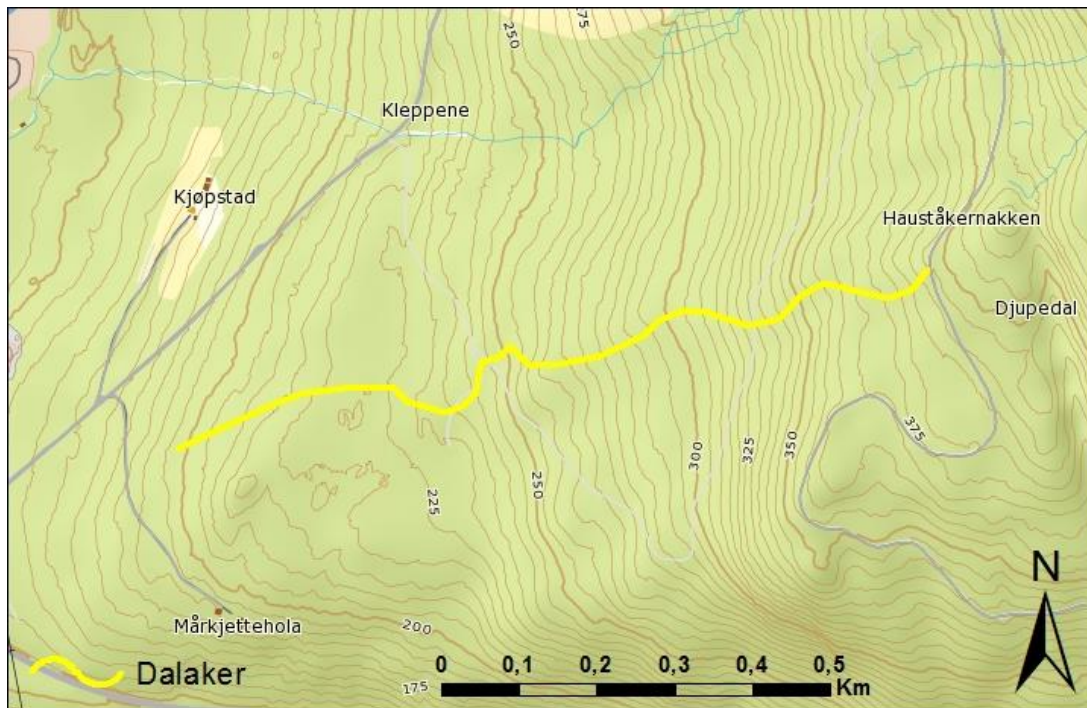 250
275
Kleppene
Kjøpstad
Hauståkernakken
Djupedal
375
350
325
300
250
225
200
Mårkjettehola
175
Dalaker
0 0,1 0,2 0,3 0,4 0,5
Km
N